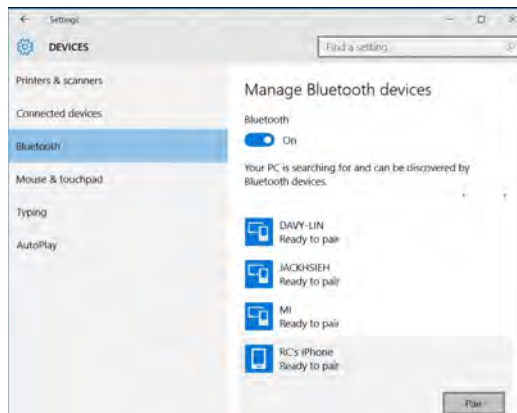 Settings
DEVICES
Find a setting
Printers & scanners
Connected devices
Bluetooth
Mouse & touchpad
Typing
AutoPlay
Manage Bluetooth devices
Bluetooth
On
Your PC is searching for and can be discovered by
Bluetooth devices.
DAVY-LIN
Ready to pair
JACKHSIEH
Ready to pair
MI
Ready to pair
RC's iPhone
Ready to pair
Pair